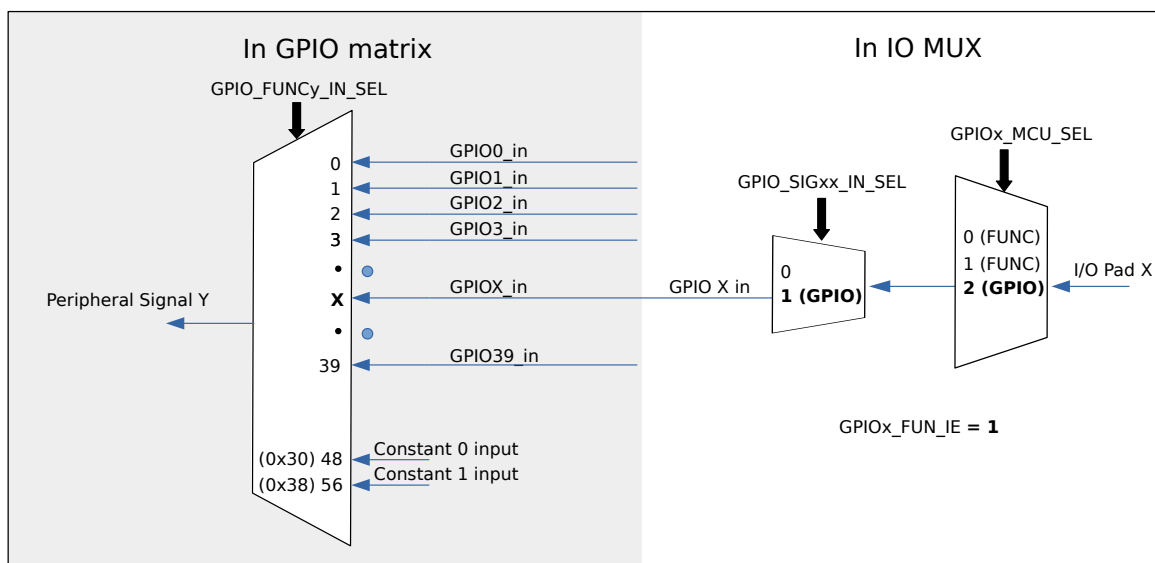 In GPIO matrix
In IO MUX
GPIO_FUNCy_IN_SEL
GPIOx_MCU_SEL
GPIO_SIGxx_IN_SEL
0
GPIO0_in
1
GPIO1_in
2
GPIO2_in
3
GPIO3_in
X
GPIOX_in
39
GPIO39_in
(0x30) 48
Constant 0 input
(0x38) 56
Constant 1 input
Peripheral Signal Y
GPIO X in
0
1 (GPIO)
0 (FUNC)
1 (FUNC)
2 (GPIO)
I/O Pad X
GPIOx_FUN_IE = 1